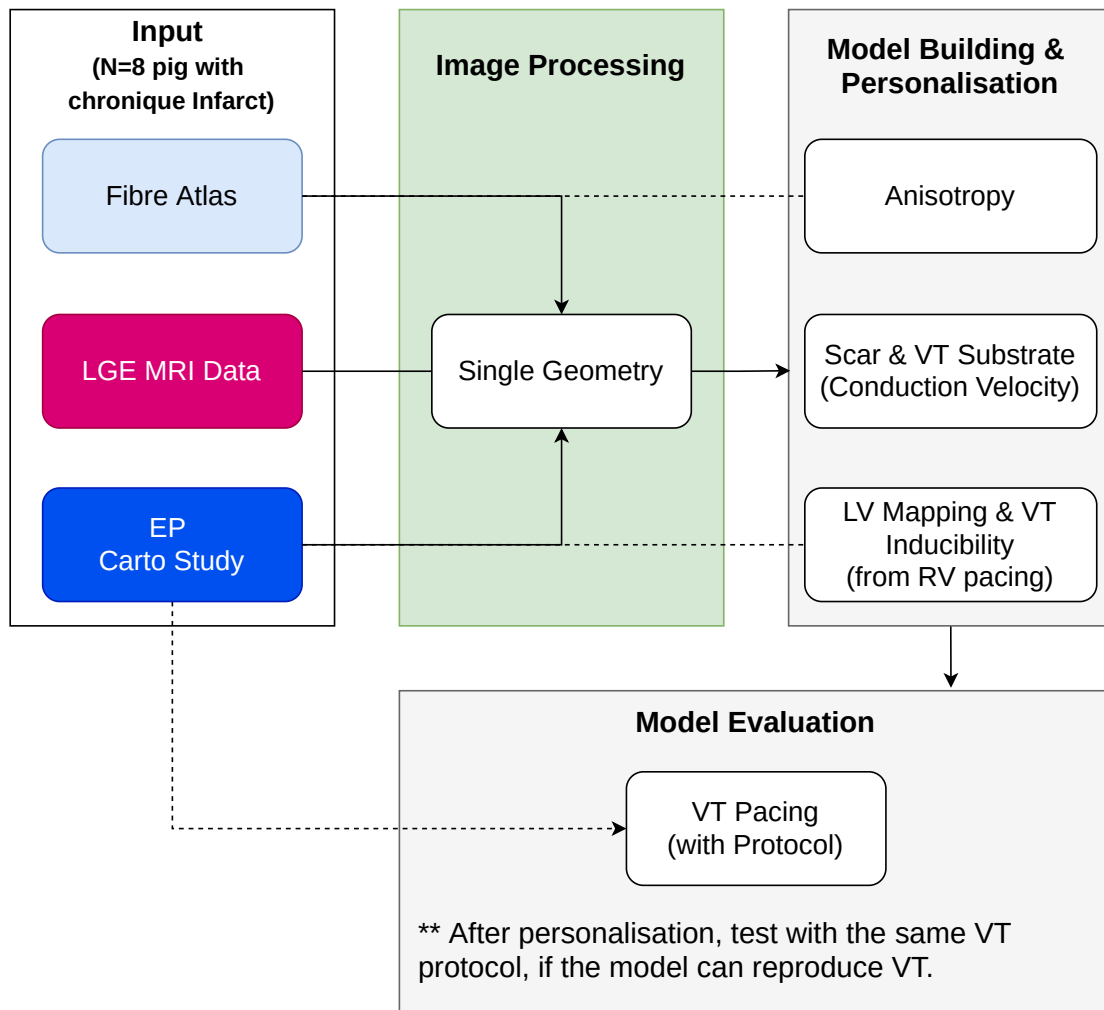 Input
(N=8 pig with
chronique Infarct)
Fibre Atlas
LGE MRI Data
EP
Carto Study
Image Processing
Single Geometry
Model Building &
Personalisation
Anisotropy
Scar & VT Substrate
(Conduction Velocity)
LV Mapping & VT
Inducibility
(from RV pacing)
Model Evaluation
VT Pacing
(with Protocol)
** After personalisation, test with the same VT
protocol, if the model can reproduce VT.